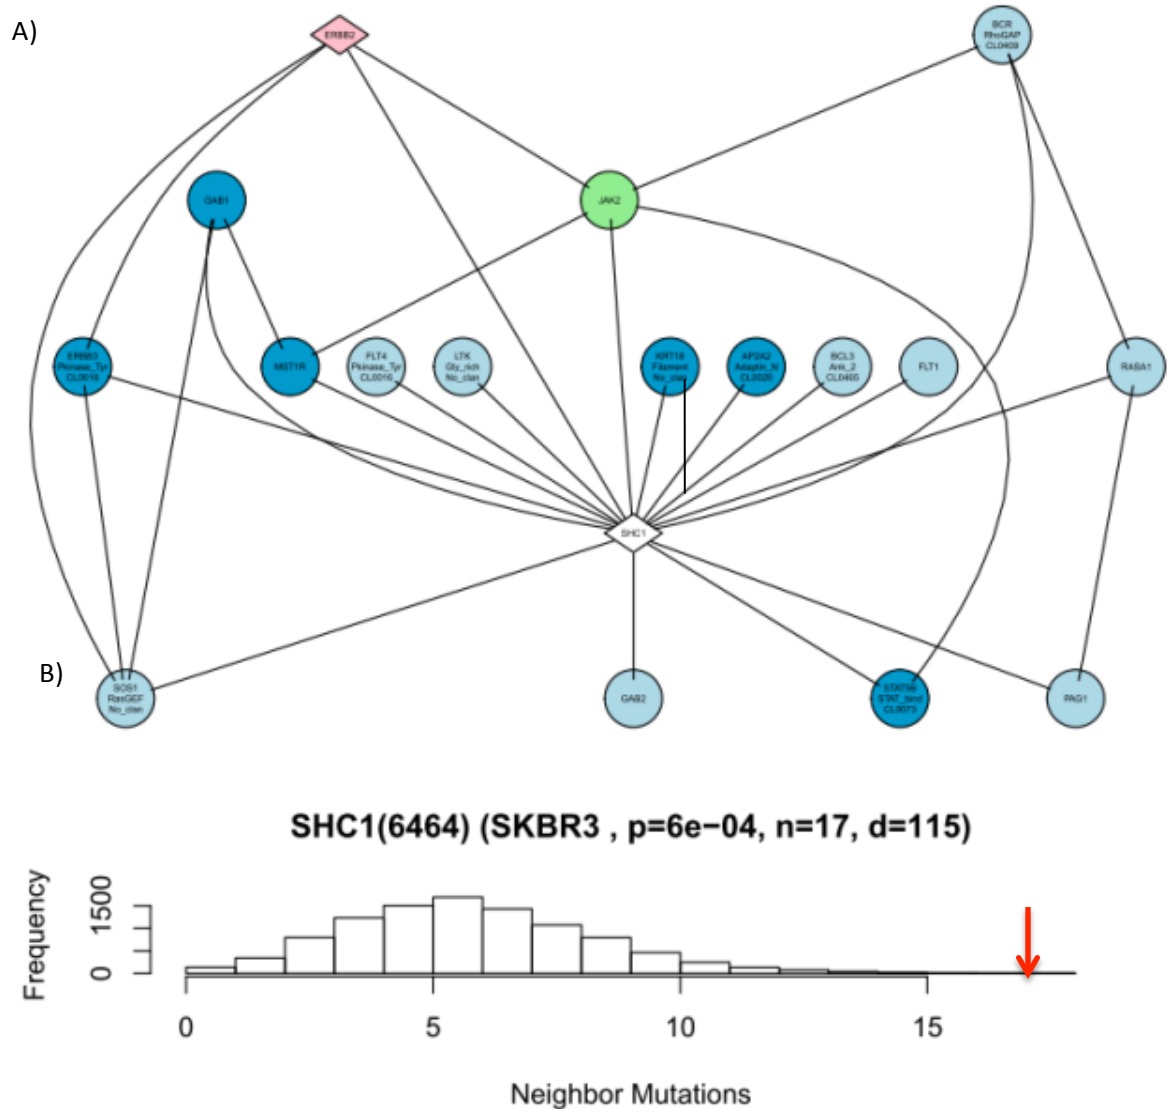 A)
ERBB2
BCR
RhoGAP
CL0409
GAB1
JAK2
ERBB3
Pkinase_Tyr
CL0016
MST1R
FLT4
Pkinase_Tyr
CL0016
LTK
Gly_rich
No_clan
KRT18
Filament
No_clan
AP2A2
Adaptin_N
CL0020
BCL3
Ank_2
CL0465
FLT1
RASA1
SHC1
B)
SOS1
RasGEF
No_clan
GAB2
STAT5B
STAT_bind
CL0073
PAG1
SHC1(6464) (SKBR3 , p=6e−04, n=17, d=115)
Frequency
1500
0
0 5 10 15
Neighbor Mutations